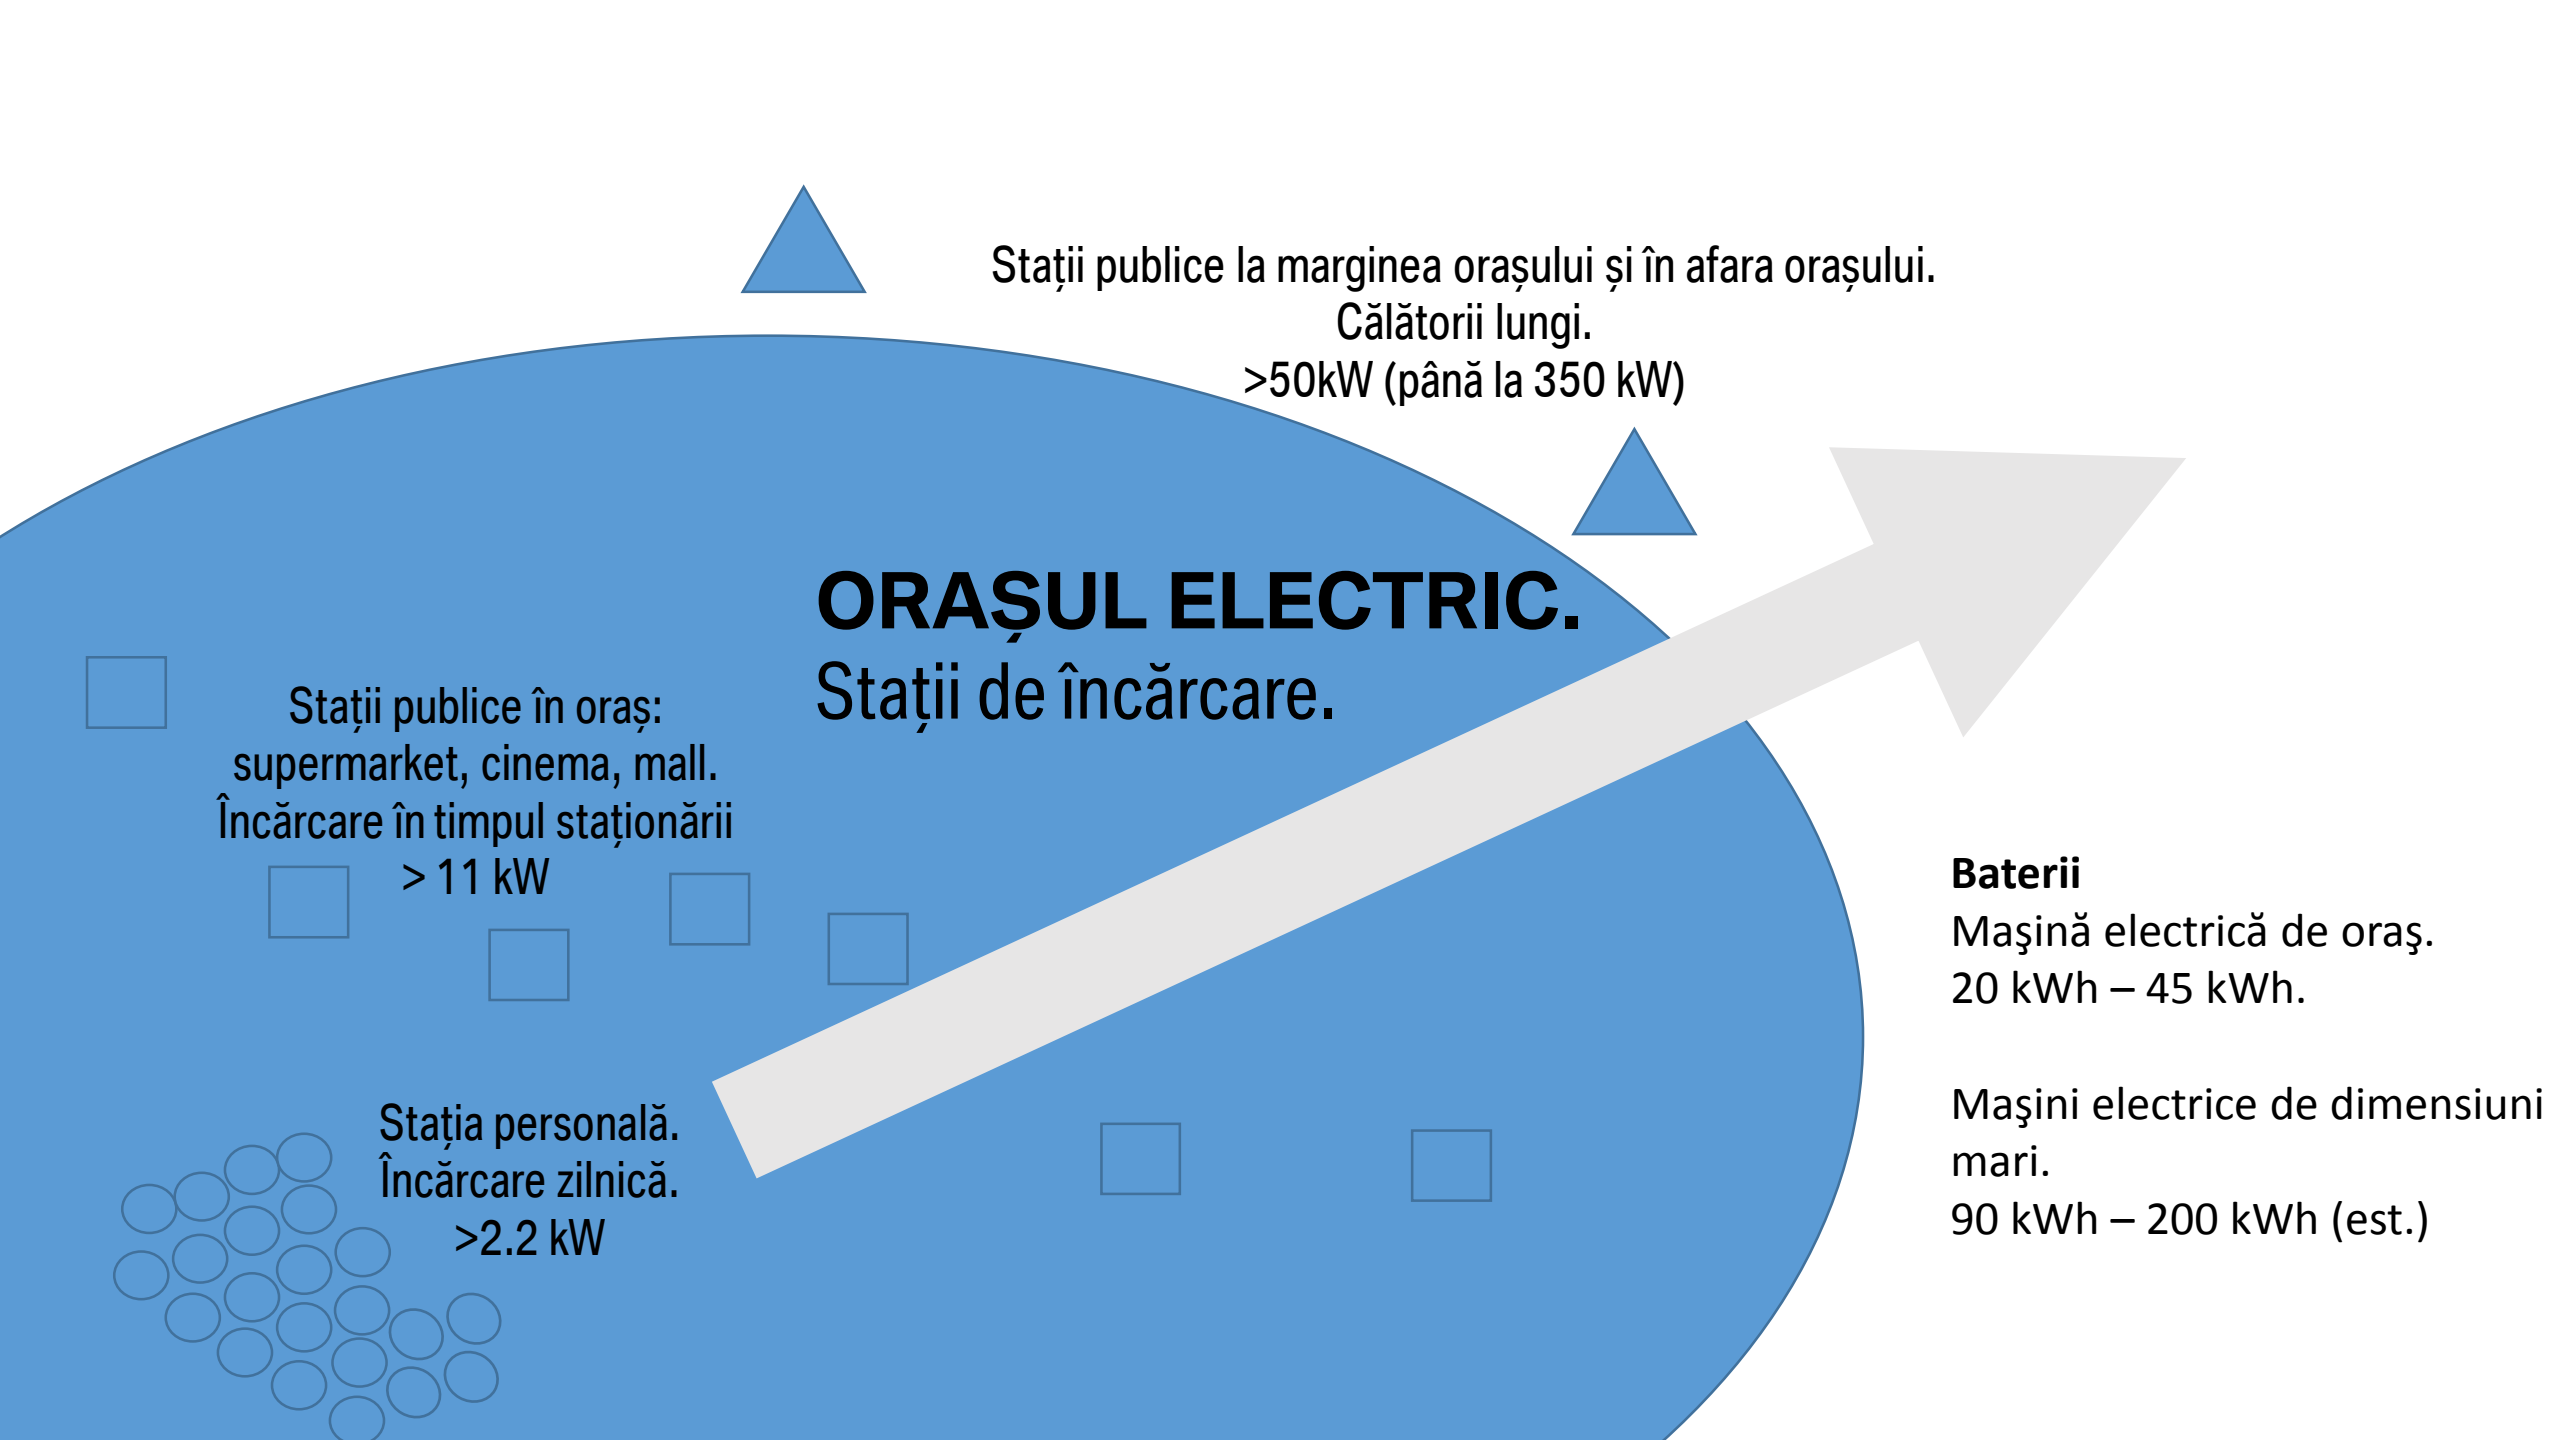 Stații publice la marginea orașului și în afara orașului.
Călătorii lungi.
>50kW (până la 350 kW)
ORAȘUL ELECTRIC.
Stații de încărcare.
Stații publice în oraș:
supermarket, cinema, mall.
Încărcare în timpul staționării
> 11 kW
Stația personală.
Încărcare zilnică.
>2.2 kW
Baterii
Maşină electrică de oraş.
20 kWh – 45 kWh.
Maşini electrice de dimensiuni
mari.
90 kWh – 200 kWh (est.)